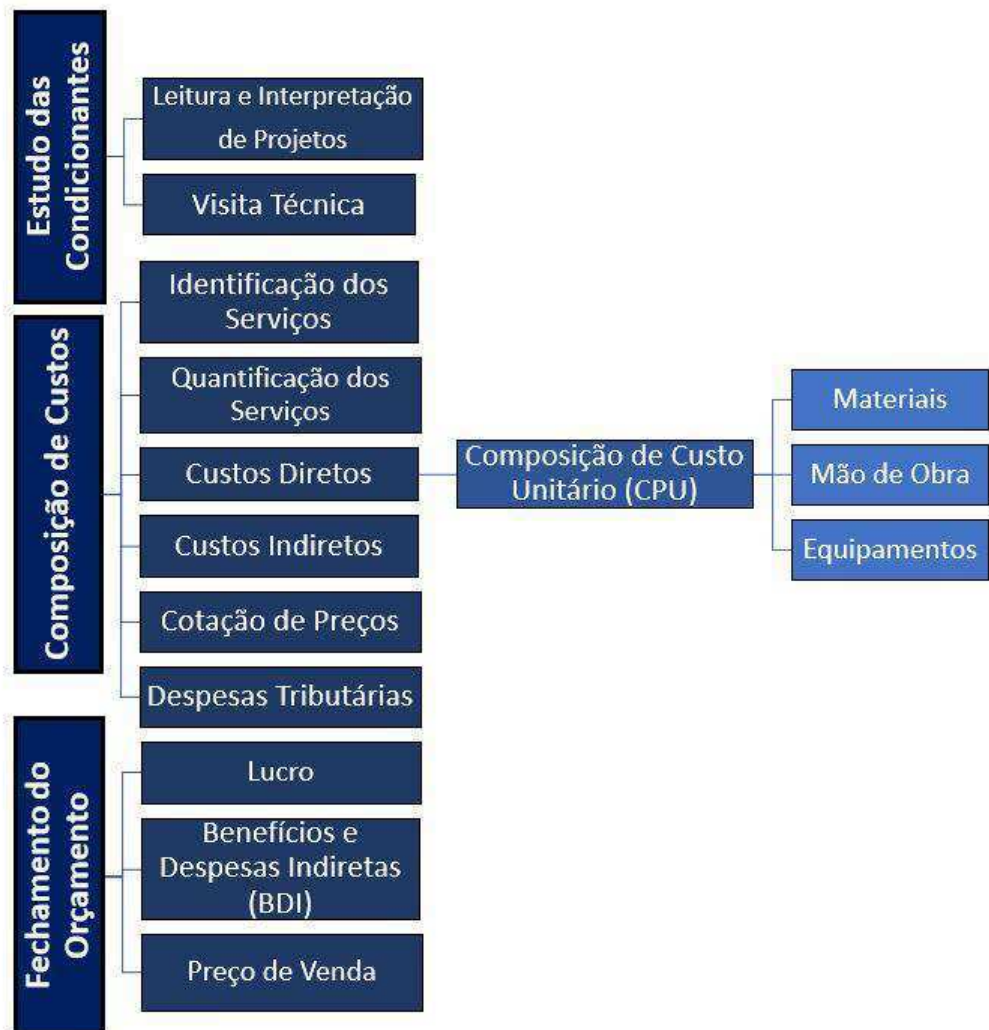 Estudo das
Condicionantes
Leitura e Interpretação
de Projetos
Visita Técnica
Composição de Custos
Identificação dos
Serviços
Quantificação dos
Serviços
Custos Diretos
Composição de Custo
Unitário (CPU)
Materiais
Mão de Obra
Equipamentos
Custos Indiretos
Cotação de Preços
Despesas Tributárias
Fechamento do
Orçamento
Lucro
Benefícios e
Despesas Indiretas
(BDI)
Preço de Venda